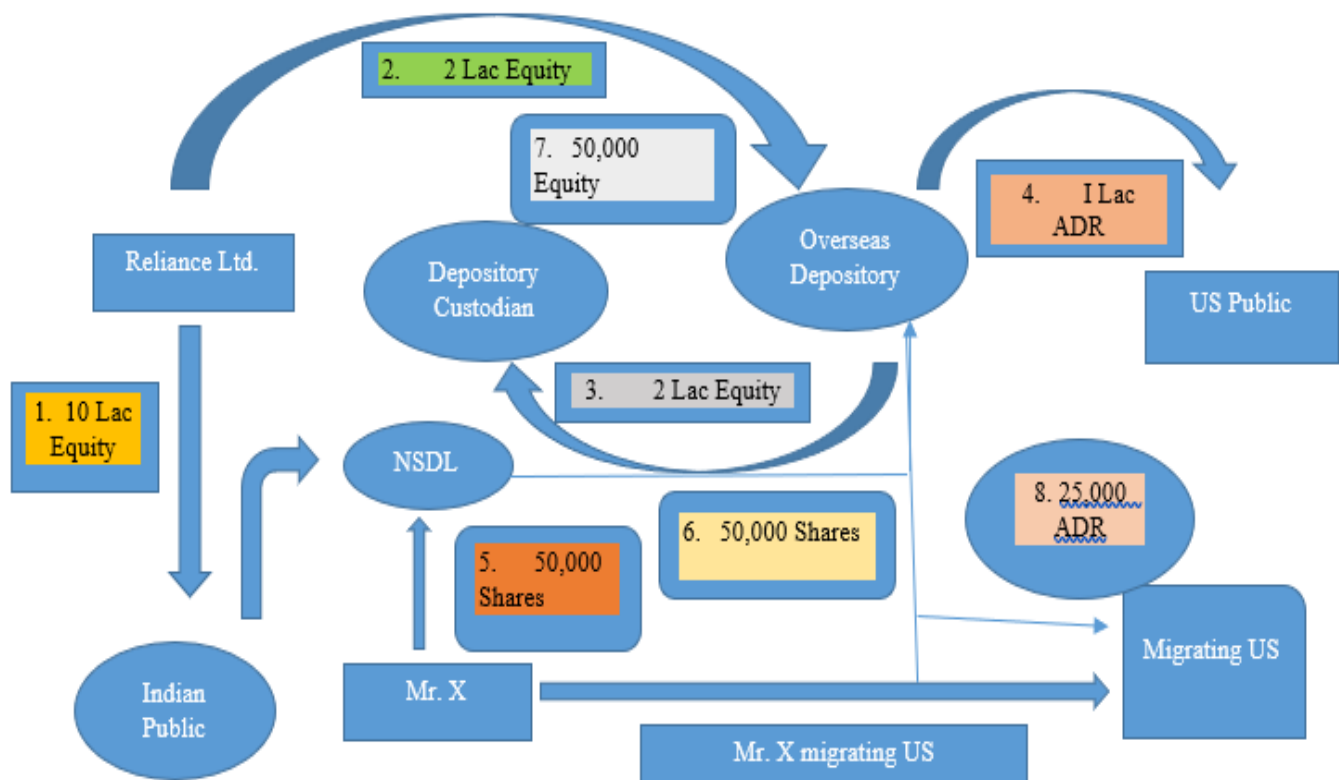 2. 2 Lac Equity
7. 50,000
Equity
4. I Lac
ADR
Reliance Ltd.
Depository
Custodian
Overseas
Depository
US Public
1. 10 Lac
Equity
3. 2 Lac Equity
NSDL
8. 25.000
ADR
5. 50,000
Shares
6. 50,000 Shares
Indian
Public
Mr. X
Migrating US
Mr. X migrating US